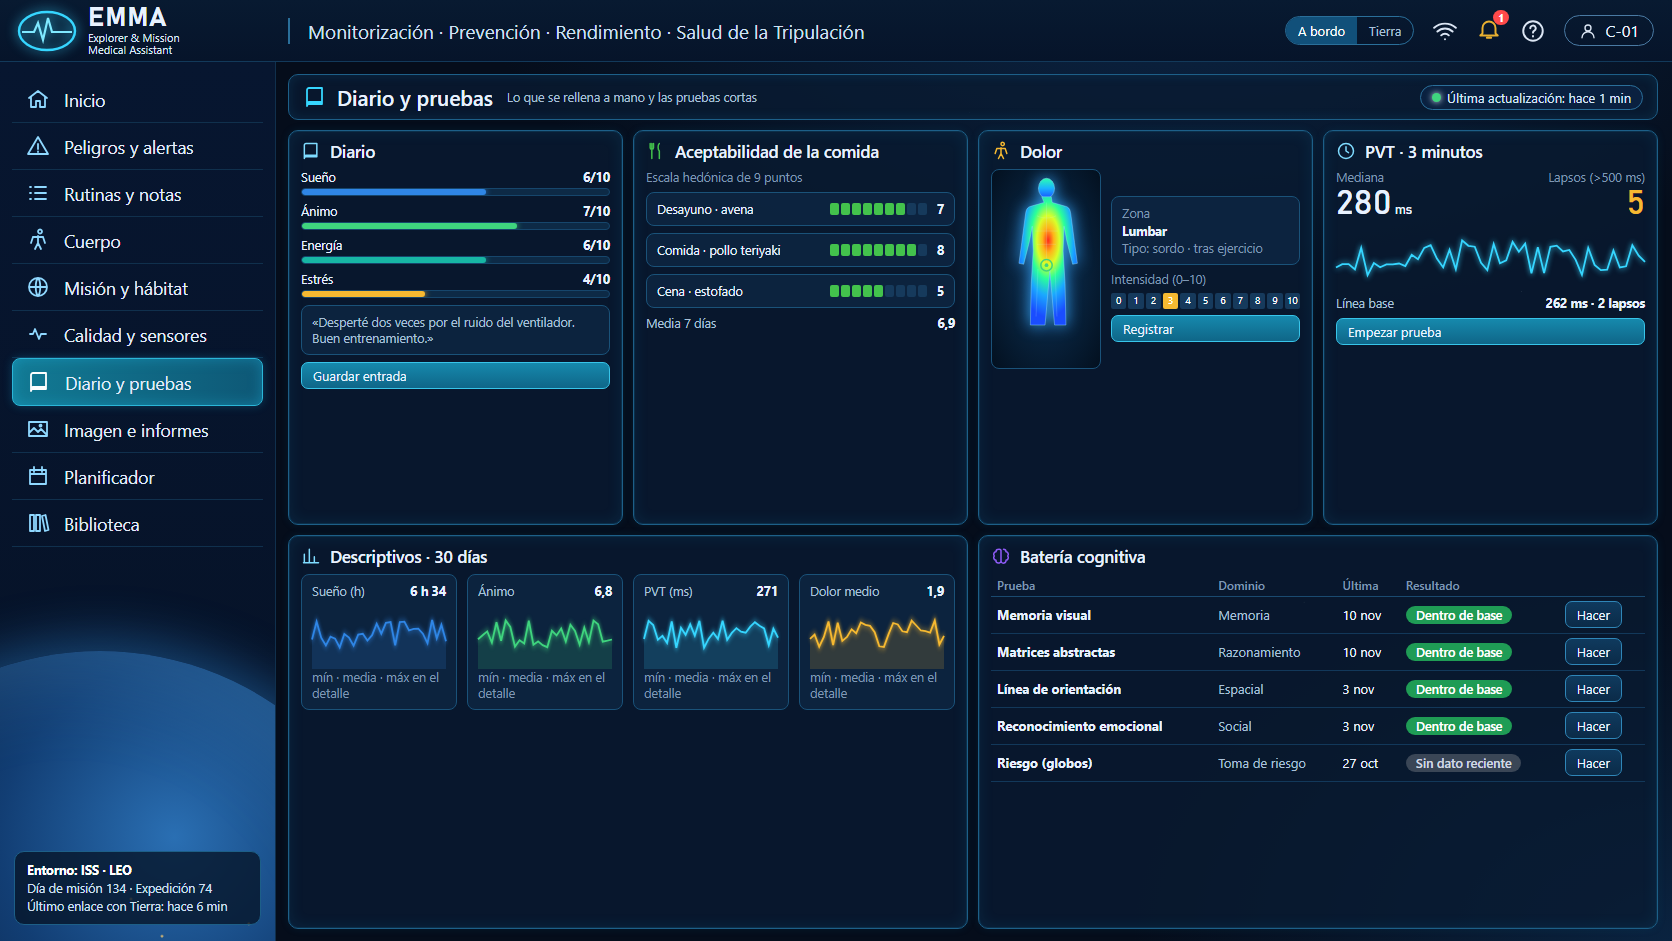 EMMA
Explorer & Mission
Medical Assistant
Monitorización · Prevención · Rendimiento · Salud de la Tripulación
A bordo
Tierra
1
C-01
Inicio
Peligros y alertas
Rutinas y notas
Cuerpo
Misión y hábitat
Calidad y sensores
Diario y pruebas
Imagen e informes
Planificador
Biblioteca
Entorno: ISS · LEO
Día de misión 134 · Expedición 74
Último enlace con Tierra: hace 6 min
Diario y pruebas
Lo que se rellena a mano y las pruebas cortas
Última actualización: hace 1 min
Diario
Sueño 6/10
Ánimo 7/10
Energía 6/10
Estrés 4/10
«Desperté dos veces por el ruido del ventilador.
Buen entrenamiento.»
Guardar entrada
Aceptabilidad de la comida
Escala hedónica de 9 puntos
Desayuno · avena 7
Comida · pollo teriyaki 8
Cena · estofado 5
Media 7 días 6,9
Dolor
Zona
Lumbar
Tipo: sordo · tras ejercicio
Intensidad (0–10)
0 1 2 3 4 5 6 7 8 9 10
Registrar
PVT · 3 minutos
Mediana Lapsos (>500 ms)
280 ms 5
Línea base 262 ms · 2 lapsos
Empezar prueba
Descriptivos · 30 días
Sueño (h) 6 h 34
mín · media · máx en el
detalle
Ánimo 6,8
mín · media · máx en el
detalle
PVT (ms) 271
mín · media · máx en el
detalle
Dolor medio 1,9
mín · media · máx en el
detalle
Batería cognitiva
Prueba Dominio Última Resultado
Memoria visual Memoria 10 nov Dentro de base Hacer
Matrices abstractas Razonamiento 10 nov Dentro de base Hacer
Línea de orientación Espacial 3 nov Dentro de base Hacer
Reconocimiento emocional Social 3 nov Dentro de base Hacer
Riesgo (globos) Toma de riesgo 27 oct Sin dato reciente Hacer